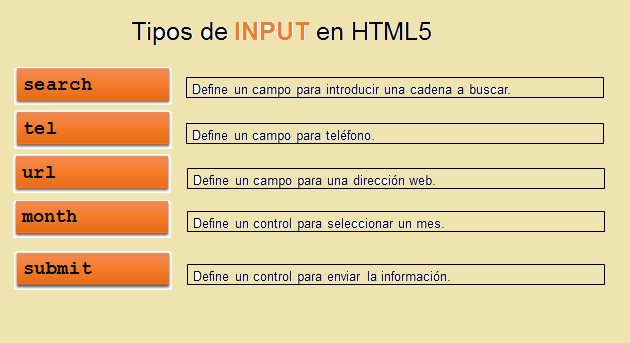 Tipos de INPUT en HTML5
search
Define un campo para introducir una cadena a buscar.
tel
Define un campo para teléfono.
url
Define un campo para una dirección web.
month
Define un control para seleccionar un mes.
submit
Define un control para enviar la información.